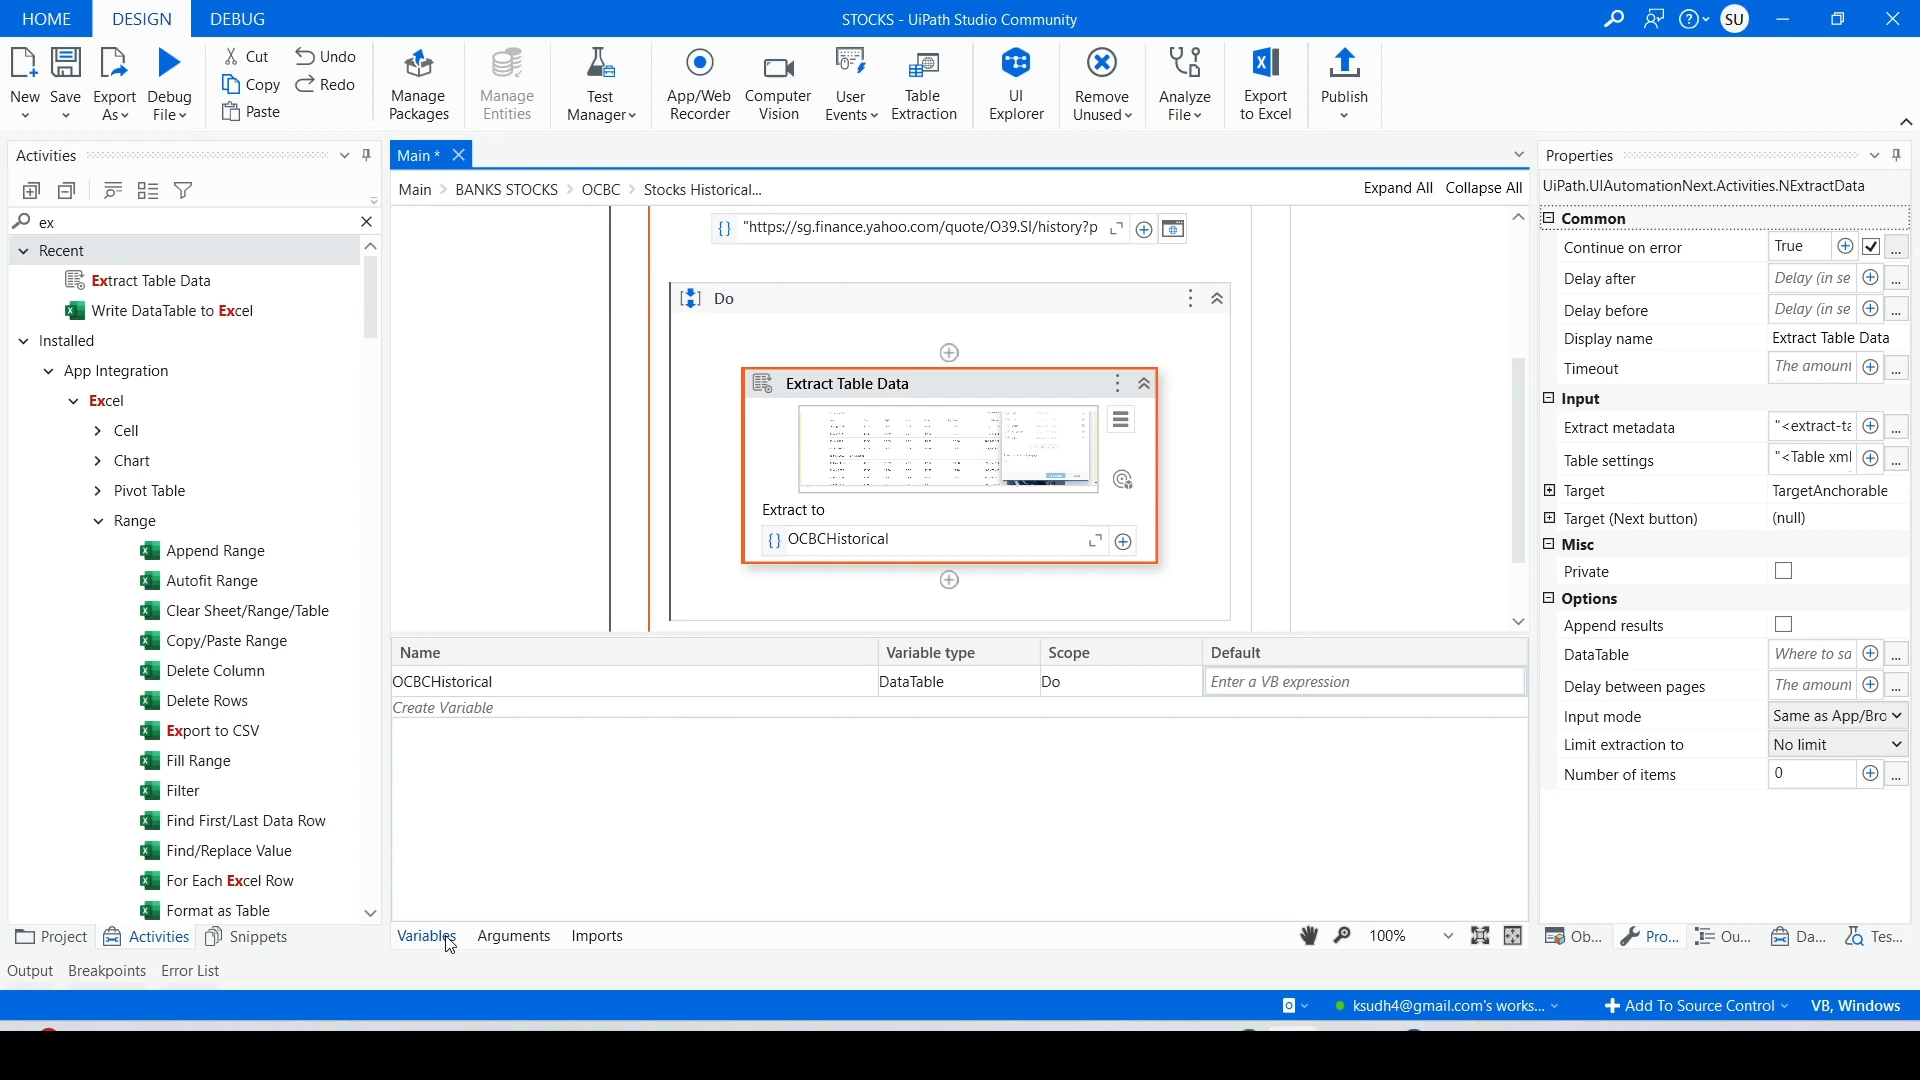 HOME DESIGN DEBUG STOCKS - UiPath Studio Community SU
New Save Export As Debug File Cut Copy Paste Undo Redo Manage Packages Manage Entities Test Manager App/Web Recorder Computer Vision User Events Table Extraction UI Explorer Remove Unused Analyze File Export to Excel Publish
Activities
ex
Recent
Extract Table Data
Write DataTable to Excel
Installed
App Integration
Excel
Cell
Chart
Pivot Table
Range
Append Range
Autofit Range
Clear Sheet/Range/Table
Copy/Paste Range
Delete Column
Delete Rows
Export to CSV
Fill Range
Filter
Find First/Last Data Row
Find/Replace Value
For Each Excel Row
Format as Table
Project Activities Snippets
Main *
Main BANKS STOCKS OCBC Stocks Historical... Expand All Collapse All
"https://sg.finance.yahoo.com/quote/O39.SI/history?p
Do
Extract Table Data
Extract to
{} OCBCHistorical
Name Variable type Scope Default
OCBCHistorical DataTable Do Enter a VB expression
Create Variable
Variables Arguments Imports 100%
Properties
UiPath.UIAutomationNext.Activities.NExtractData
Common
Continue on error True ...
Delay after Delay (in se ...
Delay before Delay (in se ...
Display name Extract Table Data
Timeout The amount ...
Input
Extract metadata "<extract-ta ...
Table settings "<Table xml ...
Target TargetAnchorable
Target (Next button) (null)
Misc
Private
Options
Append results
DataTable Where to sa ...
Delay between pages The amount ...
Input mode Same as App/Bro
Limit extraction to No limit
Number of items 0 ...
Ob... Pro... Ou... Da... Tes...
Output Breakpoints Error List
ksudh4@gmail.com's works... Add To Source Control VB, Windows